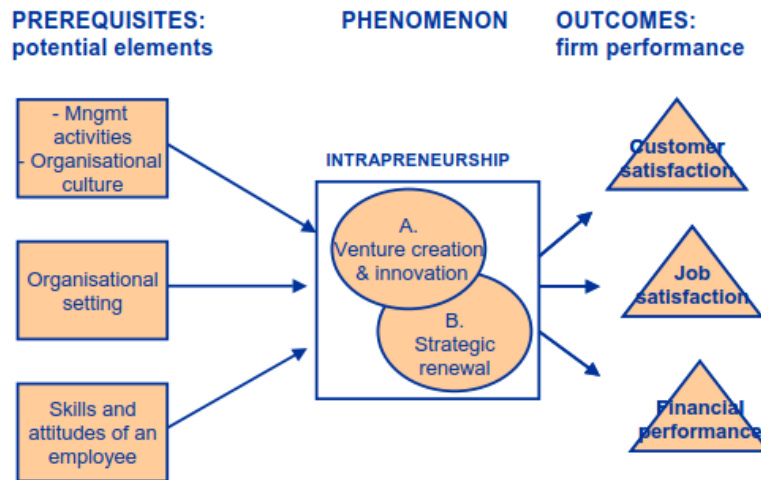 PREREQUISITES:
potential elements
PHENOMENON
OUTCOMES:
firm performance
- Mngmt
activities
- Organisational
culture
Organisational
setting
Skills and
attitudes of an
employee
INTRAPRENEURSHIP
A.
Venture creation
& innovation
B.
Strategic
renewal
Customer
satisfaction
Job
satisfaction
Financial
performance